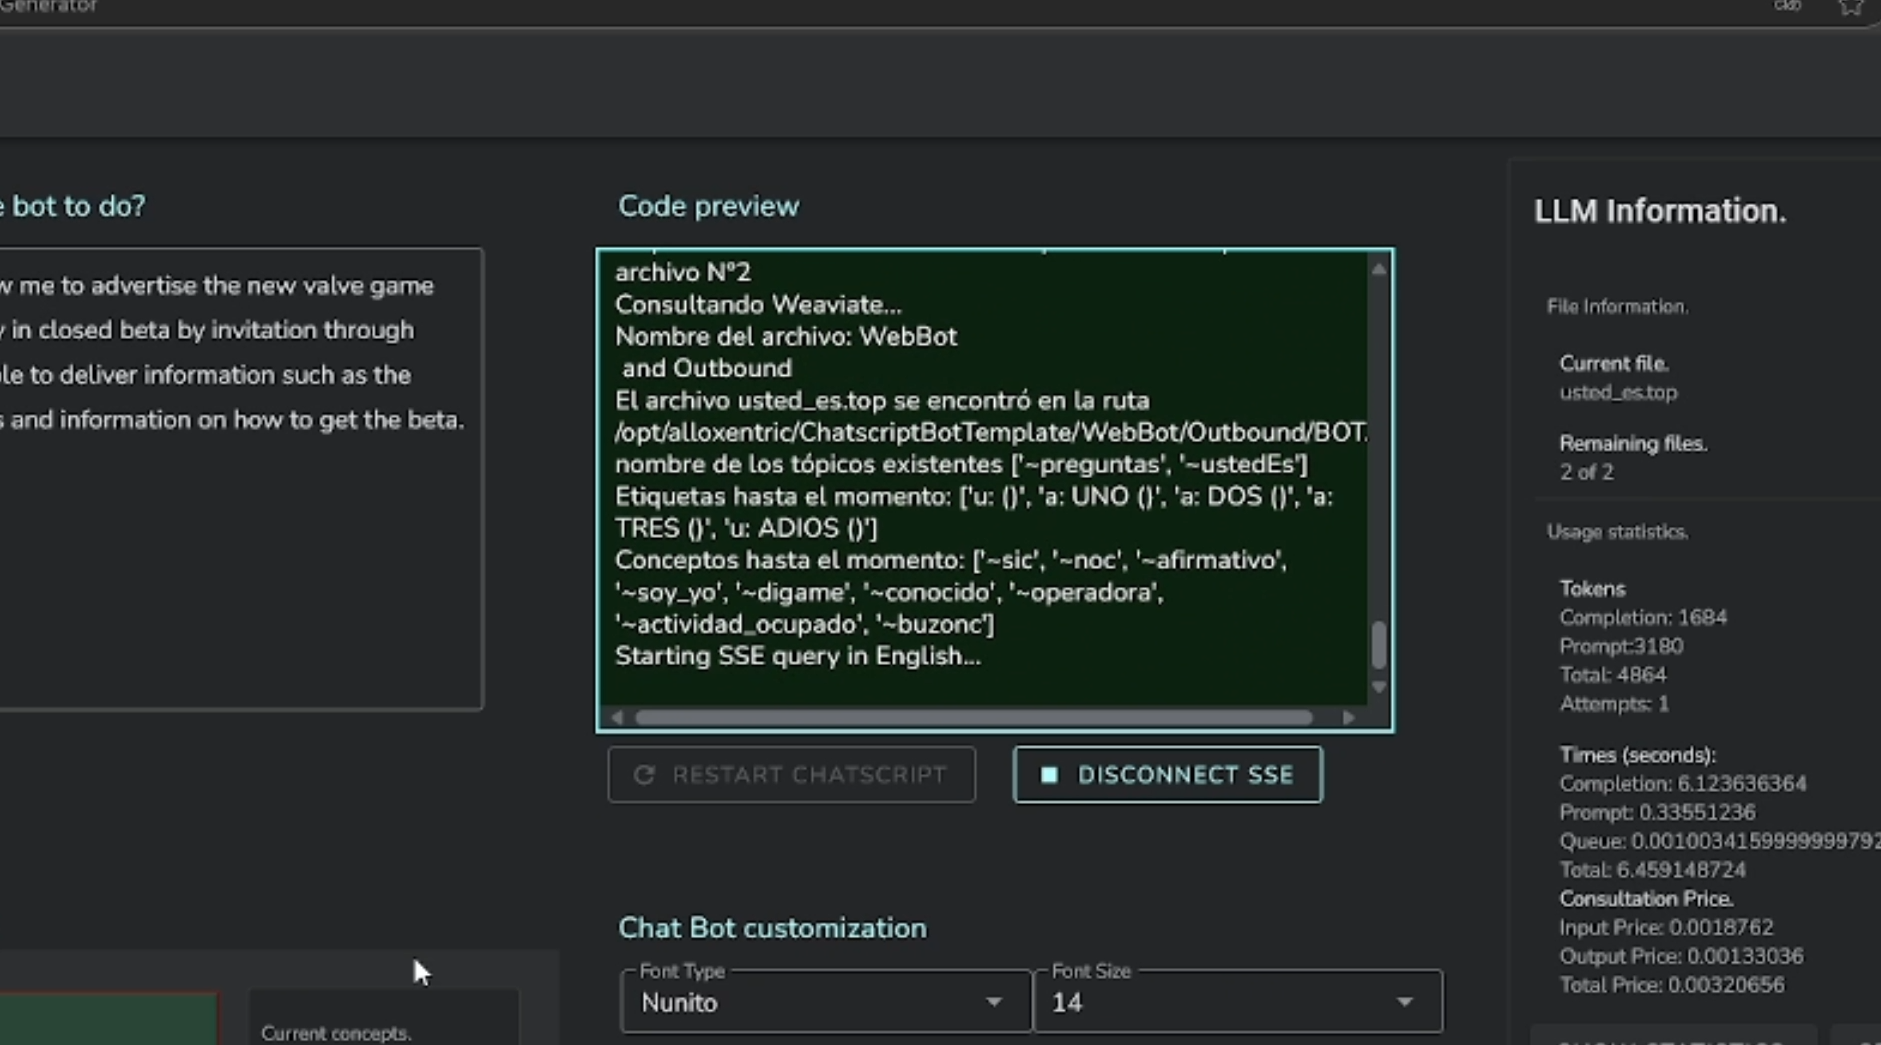 Generator
e bot to do?
w me to advertise the new valve game
y in closed beta by invitation through
le to deliver information such as the
s and information on how to get the beta.
Code preview
archivo N°2
Consultando Weaviate...
Nombre del archivo: WebBot
and Outbound
El archivo usted_es.top se encontró en la ruta
/opt/alloxentric/ChatscriptBotTemplate/WebBot/Outbound/BOT.
nombre de los tópicos existentes ['~preguntas', '~ustedEs']
Etiquetas hasta el momento: ['u: ()', 'a: UNO ()', 'a: DOS ()', 'a:
TRES ()', 'u: ADIOS ()']
Conceptos hasta el momento: ['~sic', '~noc', '~afirmativo',
'~soy_yo', '~digame', '~conocido', '~operadora',
'~actividad_ocupado', '~buzonc']
Starting SSE query in English...
RESTART CHATSCRIPT
DISCONNECT SSE
Chat Bot customization
Font Type
Nunito
Font Size
14
Current concepts.
LLM Information.
File Information.
Current file.
usted_es.top
Remaining files.
2 of 2
Usage statistics.
Tokens
Completion: 1684
Prompt:3180
Total: 4864
Attempts: 1
Times (seconds):
Completion: 6.123636364
Prompt: 0.33551236
Queue: 0.0010034159999999792
Total: 6.459148724
Consultation Price.
Input Price: 0.0018762
Output Price: 0.00133036
Total Price: 0.00320656